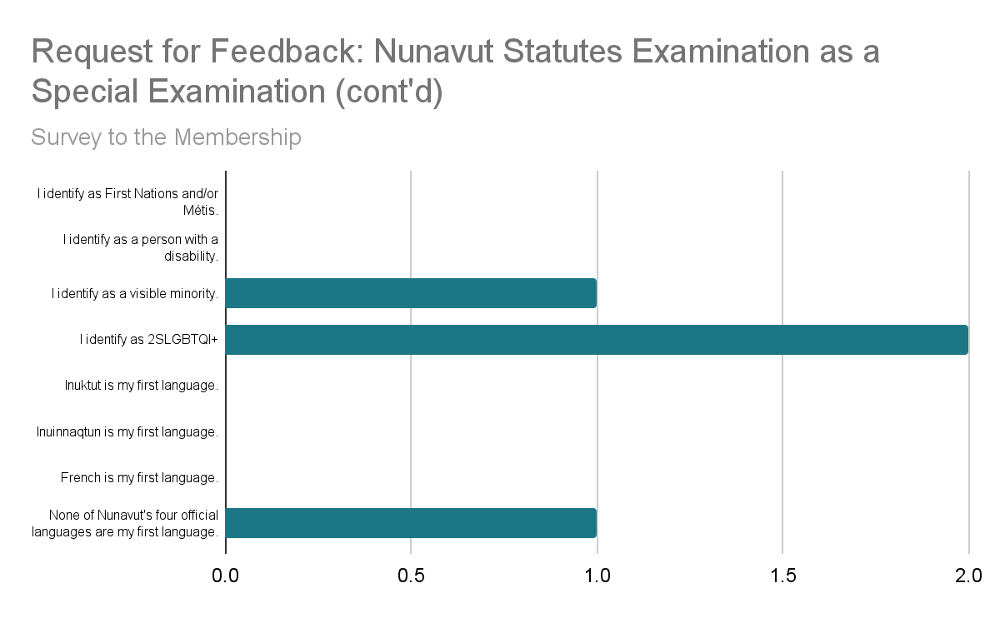 Request for Feedback: Nunavut Statutes Examination as a
Special Examination (cont'd)
Survey to the Membership
I identify as First Nations and/or
Métis.
I identify as a person with a
disability.
I identify as a visible minority.
I identify as 2SLGBTQI+
Inuktut is my first language.
Inuinnaqtun is my first language.
French is my first language.
None of Nunavut's four official
languages are my first language.
0.0 0.5 1.0 1.5 2.0